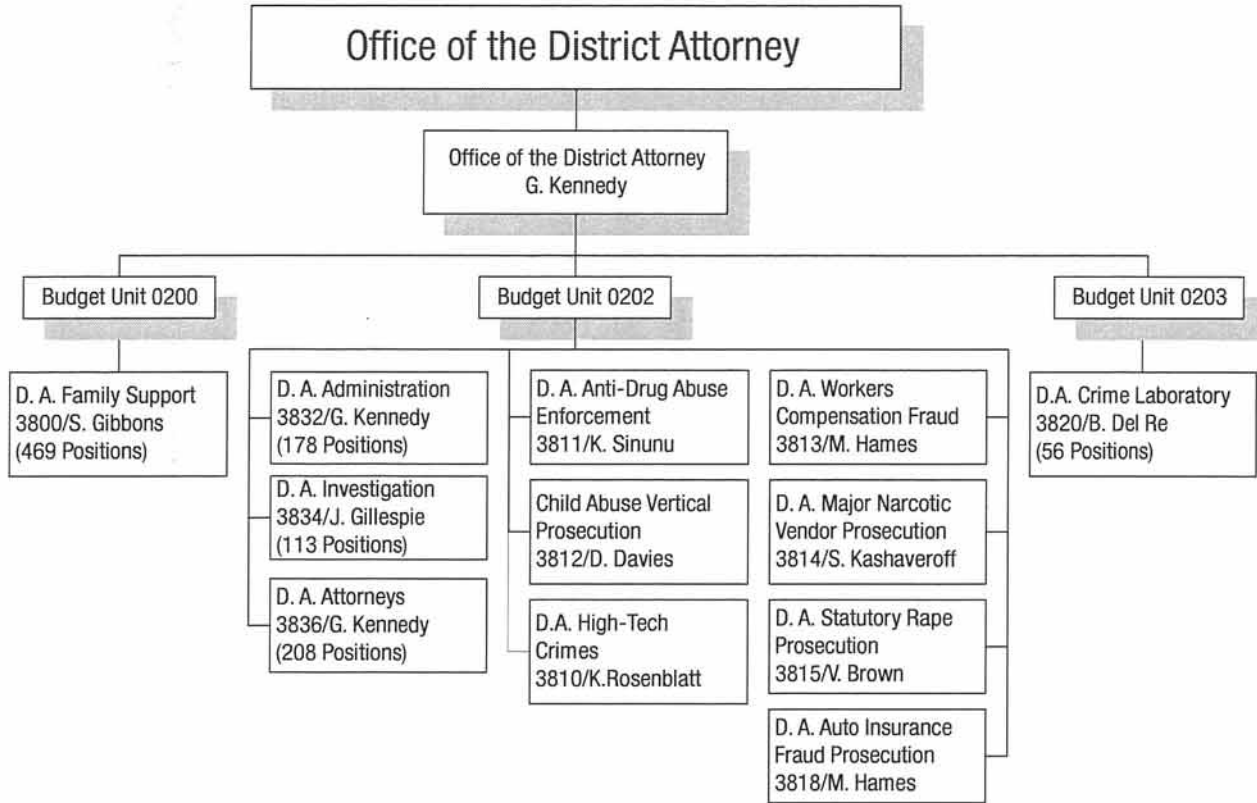 Office of the District Attorney
Office of the District Attorney
G. Kennedy
Budget Unit 0200
Budget Unit 0202
Budget Unit 0203
D. A. Family Support
3800/S. Gibbons
(469 Positions)
D. A. Administration
3832/G. Kennedy
(178 Positions)
D. A. Investigation
3834/J. Gillespie
(113 Positions)
D. A. Attorneys
3836/G. Kennedy
(208 Positions)
D. A. Anti-Drug Abuse
Enforcement
3811/K. Sinunu
Child Abuse Vertical
Prosecution
3812/D. Davies
D.A. High-Tech
Crimes
3810/K.Rosenblatt
D. A. Workers
Compensation Fraud
3813/M. Hames
D. A. Major Narcotic
Vendor Prosecution
3814/S. Kashaveroff
D. A. Statutory Rape
Prosecution
3815/V. Brown
D. A. Auto Insurance
Fraud Prosecution
3818/M. Hames
D.A. Crime Laboratory
3820/B. Del Re
(56 Positions)